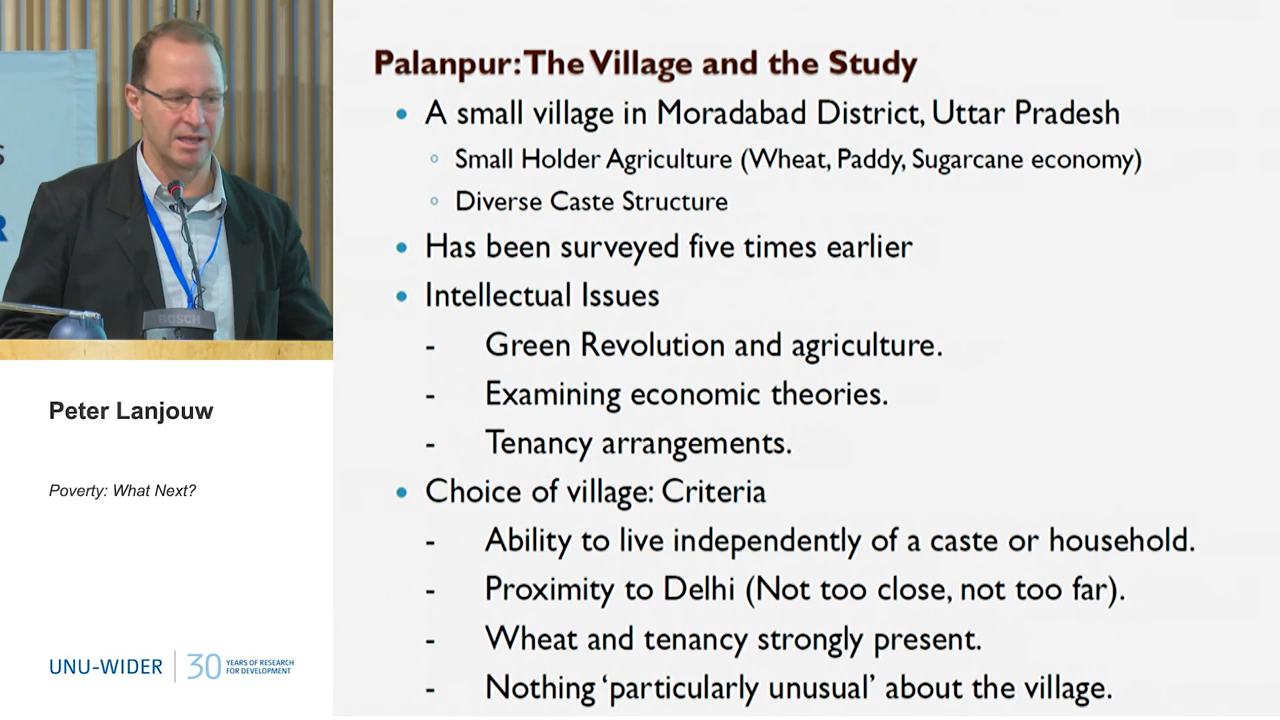 S
R
BOSCH
Peter Lanjouw
Poverty: What Next?
UNU-WIDER
30 YEARS OF RESEARCH
FOR DEVELOPMENT
Palanpur: The Village and the Study
• A small village in Moradabad District, Uttar Pradesh
◦ Small Holder Agriculture (Wheat, Paddy, Sugarcane economy)
◦ Diverse Caste Structure
• Has been surveyed five times earlier
• Intellectual Issues
- Green Revolution and agriculture.
- Examining economic theories.
- Tenancy arrangements.
• Choice of village: Criteria
- Ability to live independently of a caste or household.
- Proximity to Delhi (Not too close, not too far).
- Wheat and tenancy strongly present.
- Nothing ‘particularly unusual’ about the village.